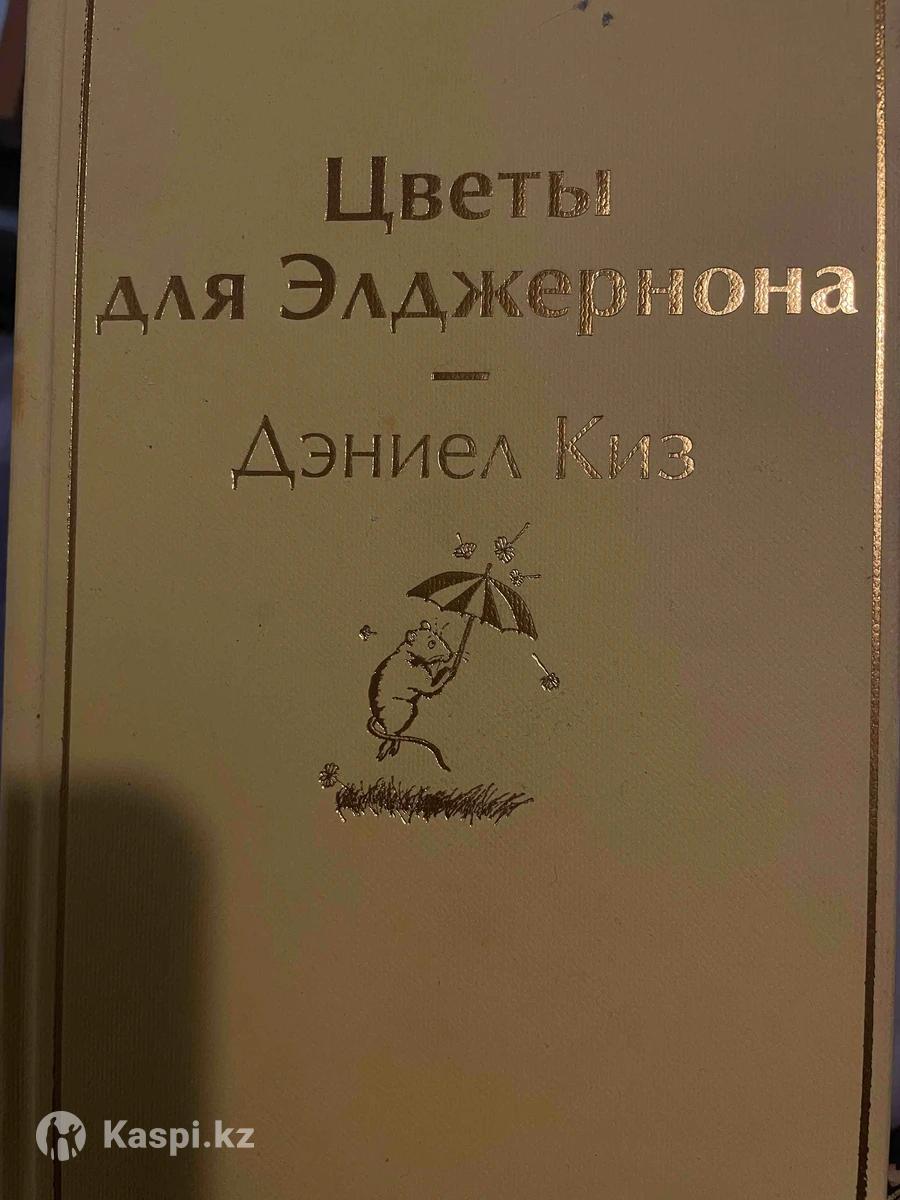 Цветы
для Элджернона
—
Дэниел Киз
Kaspi.kz